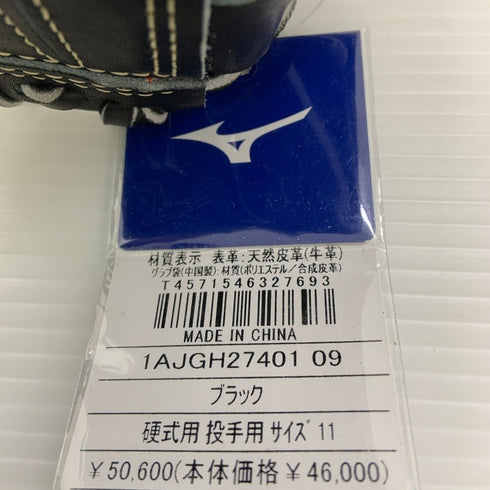 材質表示 表革:天然皮革(牛革)
グラブ袋(中国製):材質(ポリエステル/合成皮革)
T4571546327693
MADE IN CHINA
1AJGH27401 09
ブラック
硬式用 投手用 サイズ 11
￥50,600(本体価格￥46,000)